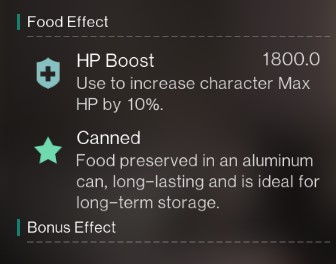 Food Effect
HP Boost 1800.0
Use to increase character Max
HP by 10%.
Canned
Food preserved in an aluminum
can, long-lasting and is ideal for
long-term storage.
Bonus Effect